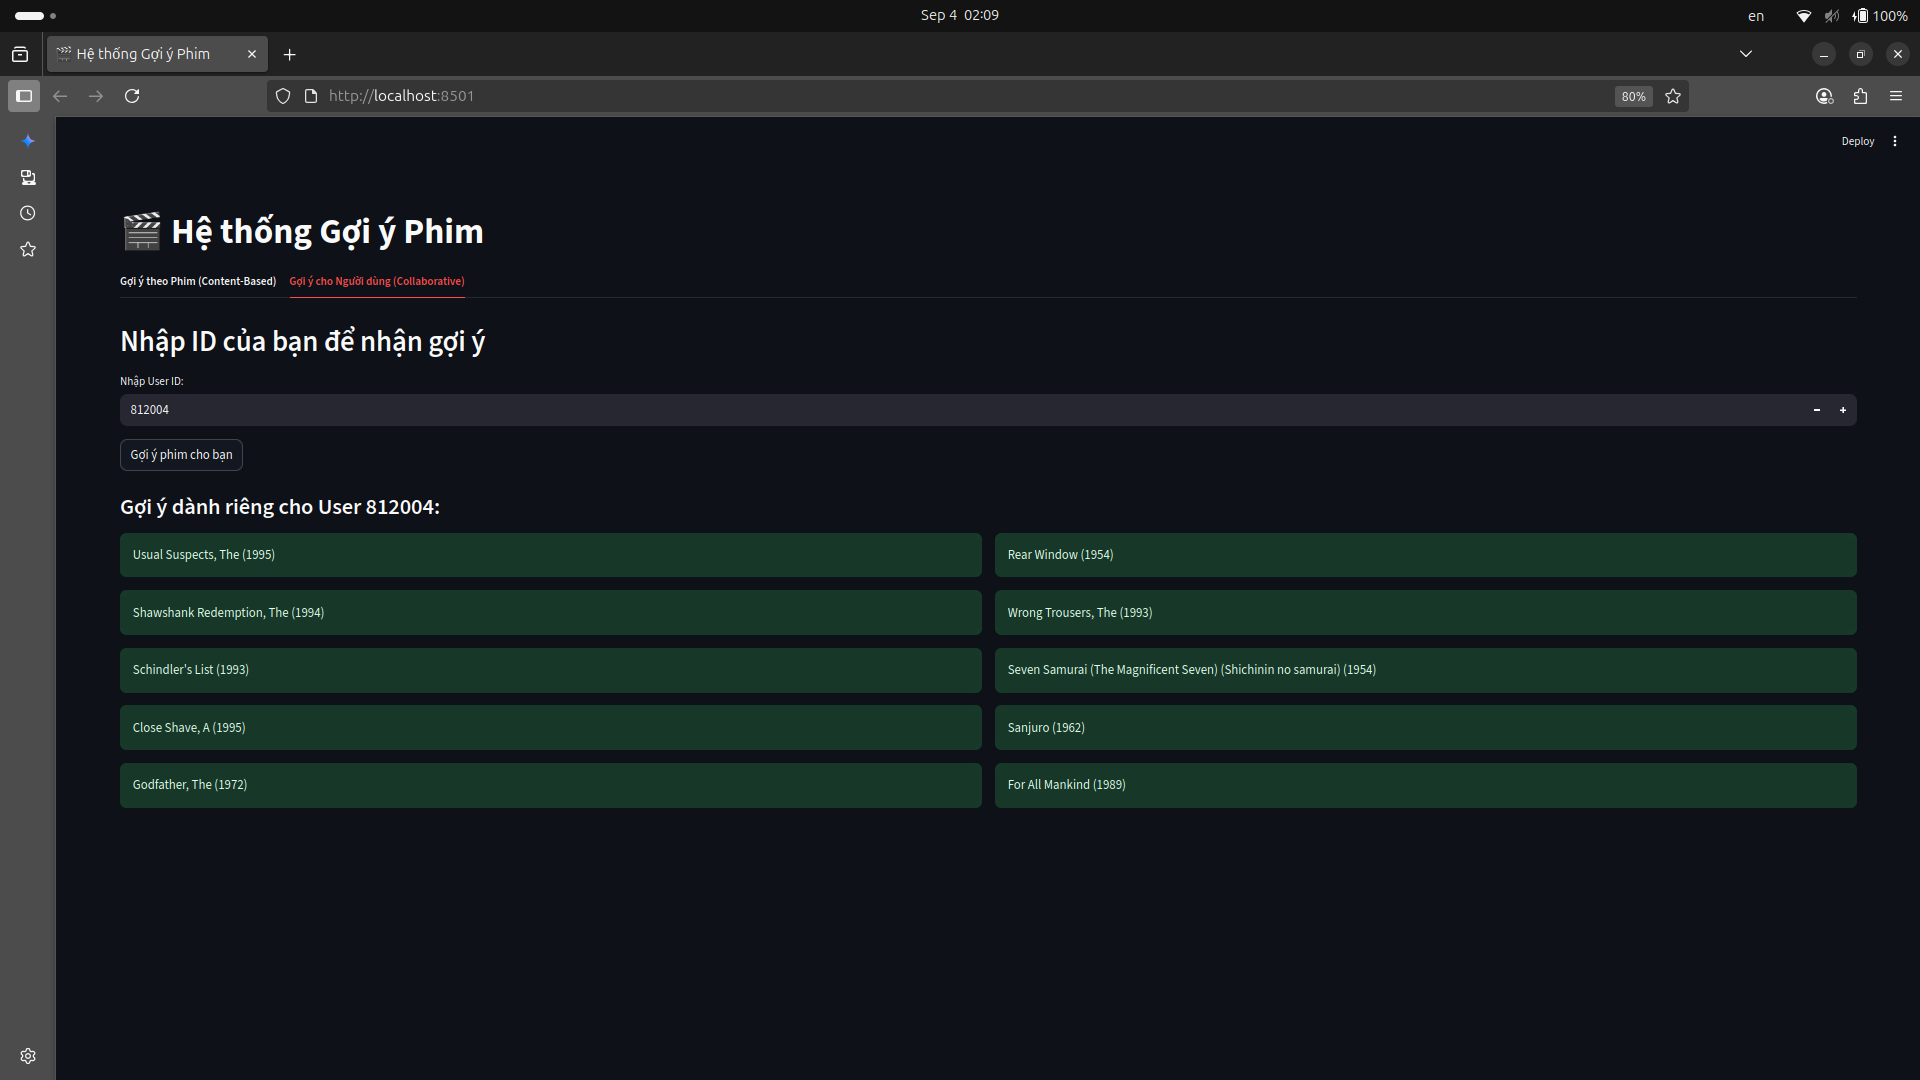 Sep 4 02:09
en
100%
Hệ thống Gợi ý Phim
http://localhost:8501
80%
Deploy
Hệ thống Gợi ý Phim
Gợi ý theo Phim (Content-Based)
Gợi ý cho Người dùng (Collaborative)
Nhập ID của bạn để nhận gợi ý
Nhập User ID:
812004
Gợi ý phim cho bạn
Gợi ý dành riêng cho User 812004:
Usual Suspects, The (1995)
Rear Window (1954)
Shawshank Redemption, The (1994)
Wrong Trousers, The (1993)
Schindler's List (1993)
Seven Samurai (The Magnificent Seven) (Shichinin no samurai) (1954)
Close Shave, A (1995)
Sanjuro (1962)
Godfather, The (1972)
For All Mankind (1989)